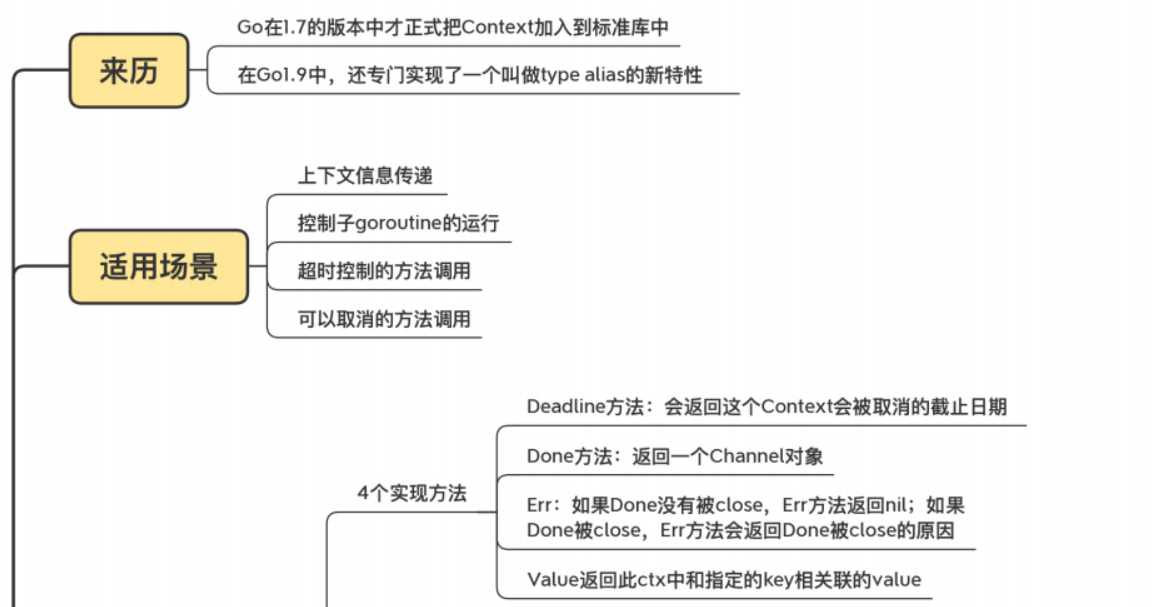 Go在1.7的版本中才正式把Context加入到标准库中
来历
在Go1.9中，还专门实现了一个叫做type alias的新特性
上下文信息传递
控制子goroutine的运行
适用场景
超时控制的方法调用
可以取消的方法调用
Deadline方法：会返回这个Context会被取消的截止日期
Done方法：返回一个Channel对象
4个实现方法
Err：如果Done没有被close，Err方法返回nil；如果
Done被close，Err方法会返回Done被close的原因
Value返回此ctx中和指定的key相关联的value